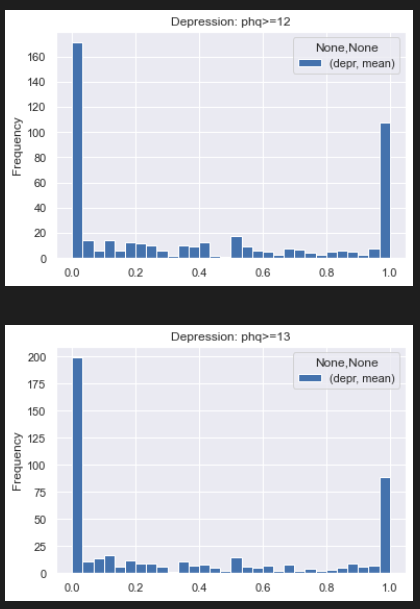 Depression: phq>=12
None,None
(depr, mean)
Frequency
160
140
120
100
80
60
40
20
0
0.0 0.2 0.4 0.6 0.8 1.0
Depression: phq>=13
None,None
(depr, mean)
Frequency
200
175
150
125
100
75
50
25
0
0.0 0.2 0.4 0.6 0.8 1.0